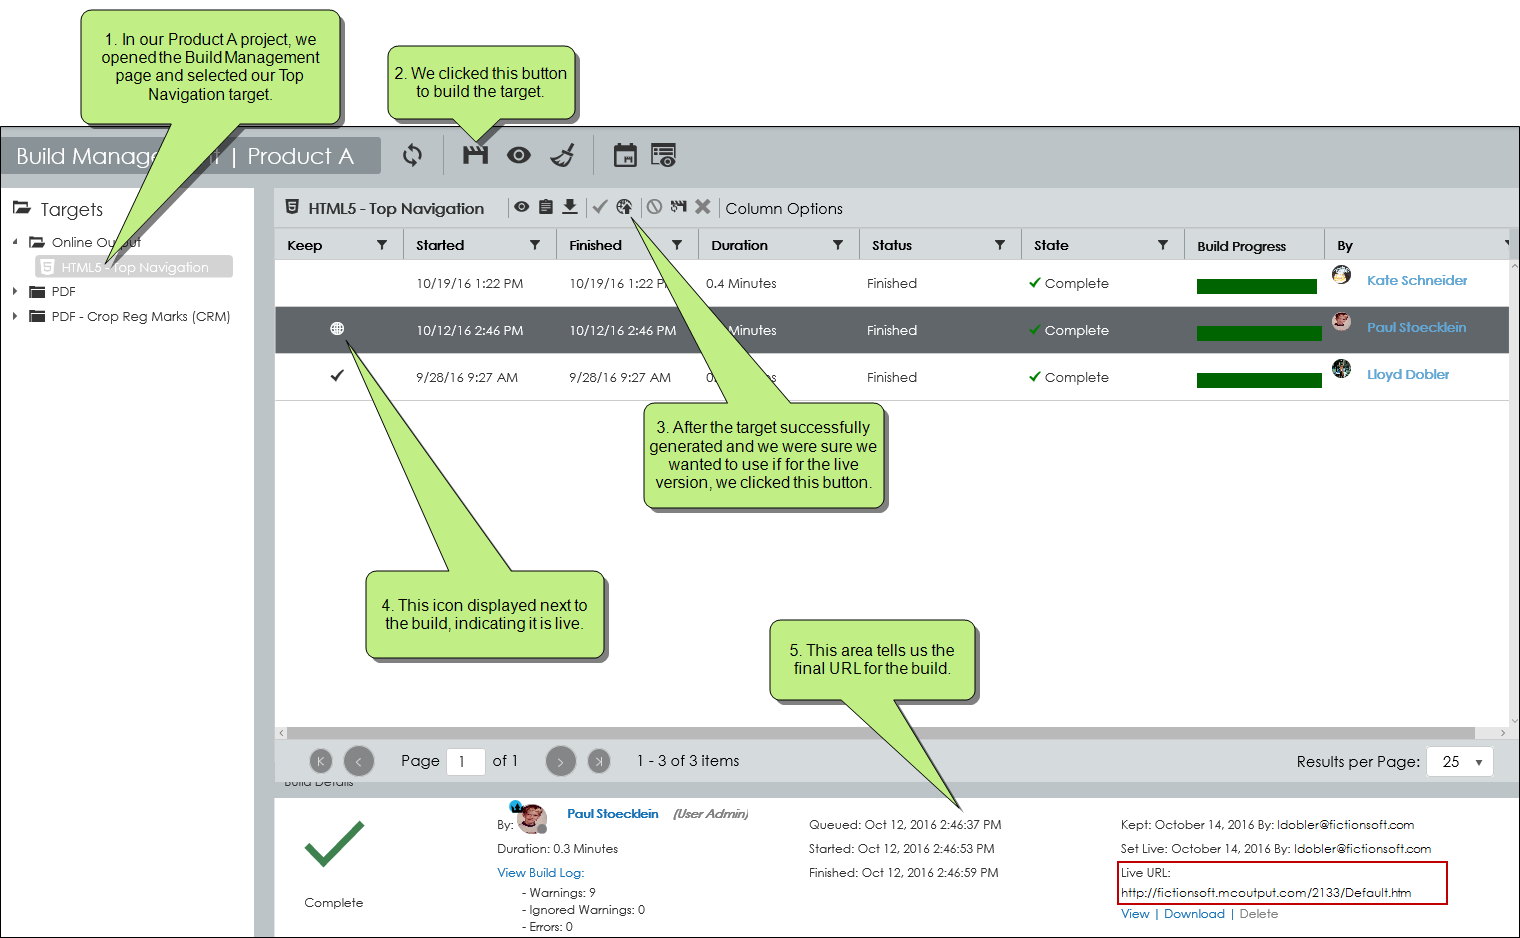 1. In our Product A project, we
opened the Build Management
page and selected our Top
Navigation target.
2. We clicked this button
to build the target.
Build Manage t | Product A
Targets
Online Output
HTML5 - Top Navigation
PDF
PDF - Crop Reg Marks (CRM)
HTML5 - Top Navigation
Column Options
Keep Started Finished Duration Status State Build Progress By
10/19/16 1:22 PM 10/19/16 1:22 P 0.4 Minutes Finished Complete Kate Schneider
10/12/16 2:46 PM 10/12/16 2:46 PM Minutes Finished Complete Paul Stoecklein
9/28/16 9:27 AM 9/28/16 9:27 AM Finished Complete Lloyd Dobler
3. After the target successfully
generated and we were sure we
wanted to use if for the live
version, we clicked this button.
4. This icon displayed next to
the build, indicating it is live.
5. This area tells us the
final URL for the build.
Page 1 of 1 1 - 3 of 3 items Results per Page: 25
Build Details
Complete
By: Paul Stoecklein (User Admin)
Duration: 0.3 Minutes
View Build Log:
- Warnings: 9
- Ignored Warnings: 0
- Errors: 0
Queued: Oct 12, 2016 2:46:37 PM
Started: Oct 12, 2016 2:46:53 PM
Finished: Oct 12, 2016 2:46:59 PM
Kept: October 14, 2016 By: ldobler@fictionsoft.com
Set Live: October 14, 2016 By: ldobler@fictionsoft.com
Live URL:
http://fictionsoft.mcoutput.com/2133/Default.htm
View | Download | Delete